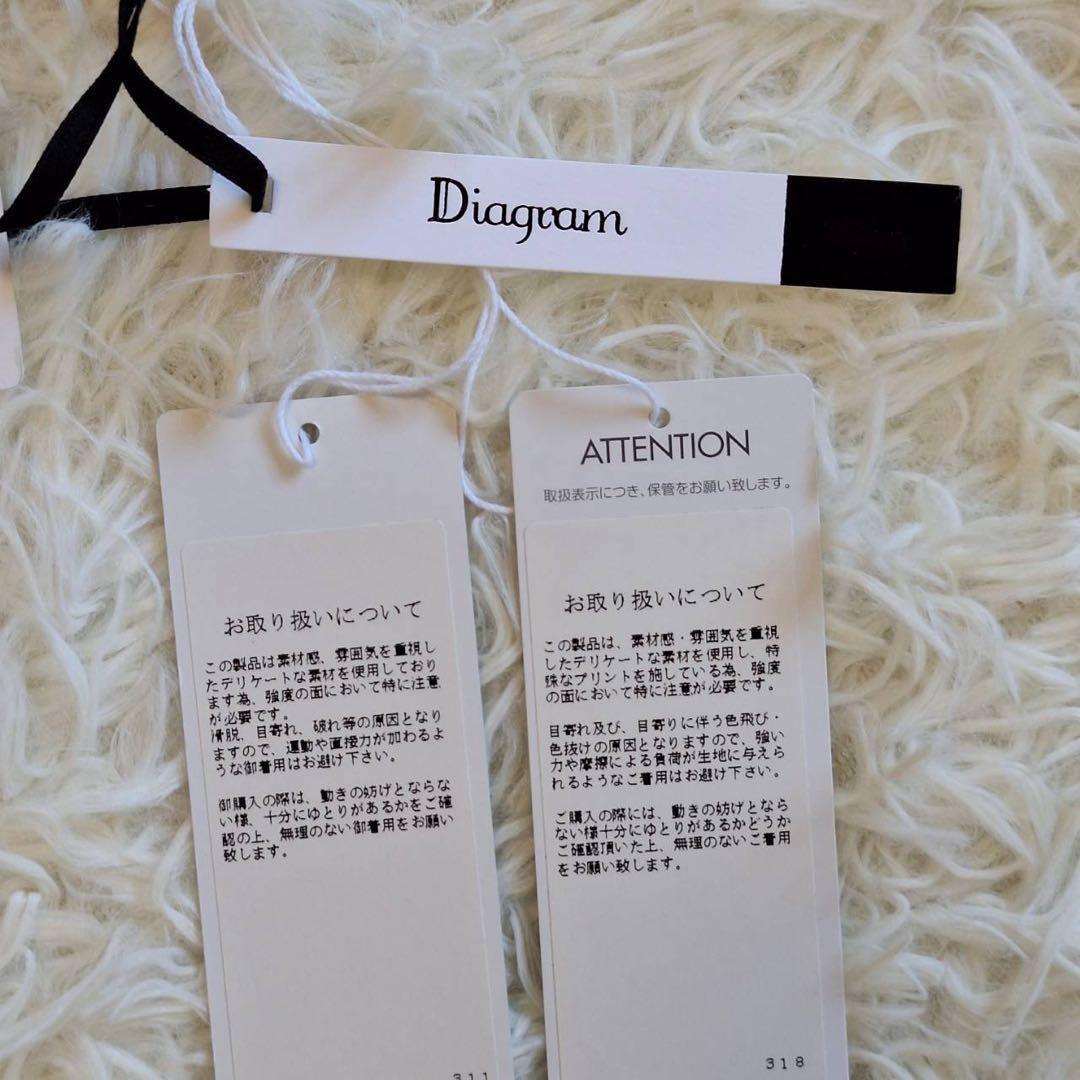 Diagram
お取り扱いについて
この製品は素材感、雰囲気を重視し
たデリケートな素材を使用しており
ます為、強度の面において特に注意
が必要です。
滑脱、目寄れ、破れ等の原因となり
ますので、運動や直接力が加わるよ
うな御着用はお避け下さい。
御購入の際は、動きの妨げとならな
い様、十分にゆとりがあるかをご確
認の上、無理のない御着用をお願い
致します。
311
ATTENTION
取扱表示につき、保管をお願い致します。
お取り扱いについて
この製品は、素材感・雰囲気を重視
したデリケートな素材を使用し、特
殊なプリントを施している為、強度
の面において特に注意が必要です。
目寄れ及び、目寄りに伴う色飛び・
色抜けの原因となりますので、強い
力や摩擦による負荷が生地に与えら
れるようなご着用はお避け下さい。
ご購入の際には、動きの妨げとなら
ない様十分にゆとりがあるかどうか
ご確認頂いた上、無理のないご着用
をお願い致します。
318